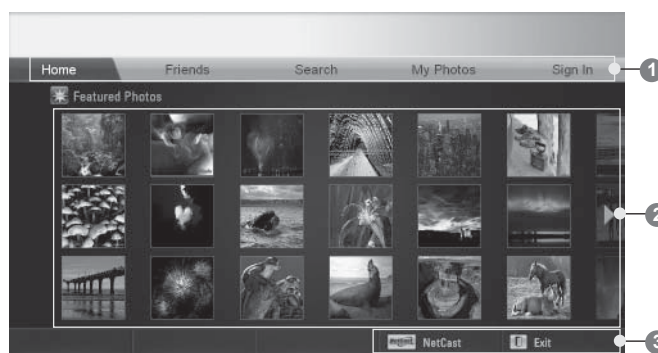 Home Friends Search My Photos Sign In
1
Featured Photos
2
NetCast Exit
3